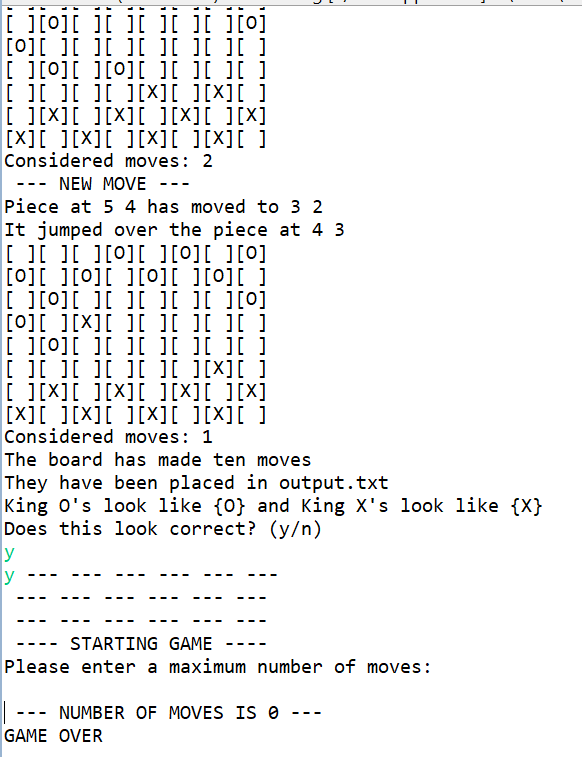 [ ][O][ ][ ][ ][ ][ ][O]
[O][ ][ ][ ][ ][ ][ ][ ]
[ ][O][ ][O][ ][ ][ ][ ]
[ ][ ][ ][ ][X][ ][X][ ]
[ ][X][ ][X][ ][X][ ][X]
[X][ ][X][ ][X][ ][X][ ]
Considered moves: 2
--- NEW MOVE ---
Piece at 5 4 has moved to 3 2
It jumped over the piece at 4 3
[ ][ ][ ][O][ ][O][ ][O]
[O][ ][O][ ][O][ ][O][ ]
[ ][O][ ][ ][ ][ ][ ][O]
[O][ ][X][ ][ ][ ][ ][ ]
[ ][O][ ][ ][ ][ ][ ][ ]
[ ][ ][ ][ ][ ][ ][X][ ]
[ ][X][ ][X][ ][X][ ][X]
[X][ ][X][ ][X][ ][X][ ]
Considered moves: 1
The board has made ten moves
They have been placed in output.txt
King O's look like {O} and King X's look like {X}
Does this look correct? (y/n)
y
y --- --- --- --- --- ---
--- --- --- --- --- ---
--- --- --- --- --- ---
---- STARTING GAME ----
Please enter a maximum number of moves:
--- NUMBER OF MOVES IS 0 ---
GAME OVER